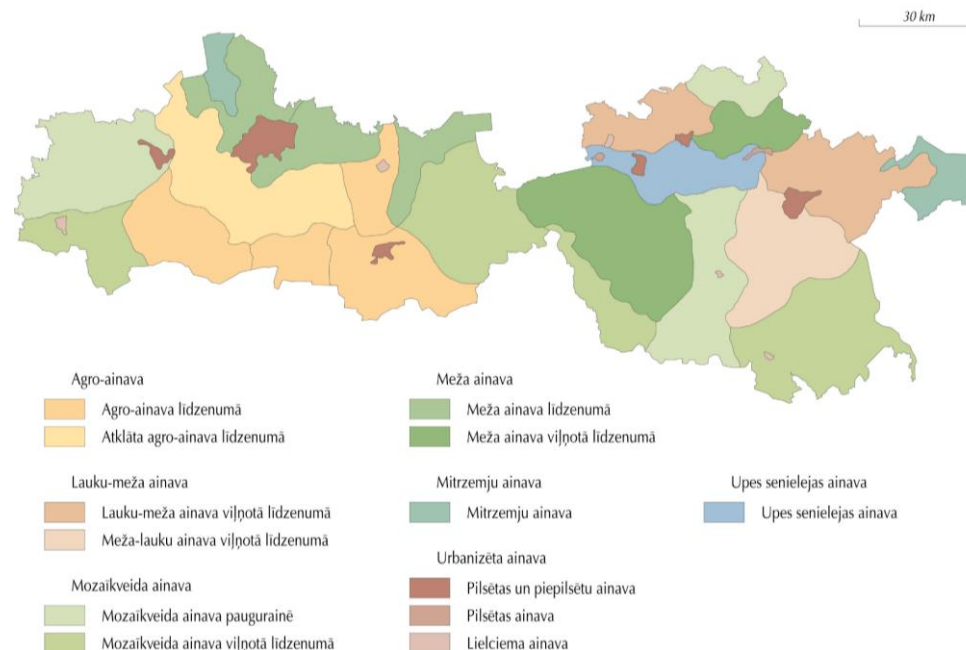 30 km
Agro-ainava
Agro-ainava līdzenumā
Atklāta agro-ainava līdzenumā
Lauku-meža ainava
Lauku-meža ainava viļņotā līdzenumā
Meža-lauku ainava viļņotā līdzenumā
Mozaīkveida ainava
Mozaīkveida ainava paugurainē
Mozaīkveida ainava viļņotā līdzenumā
Meža ainava
Meža ainava līdzenumā
Meža ainava viļņotā līdzenumā
Mitrzemju ainava
Mitrzemju ainava
Urbanizēta ainava
Pilsētas un piepilsētu ainava
Pilsētas ainava
Lielciema ainava
Upes senielejas ainava
Upes senielejas ainava